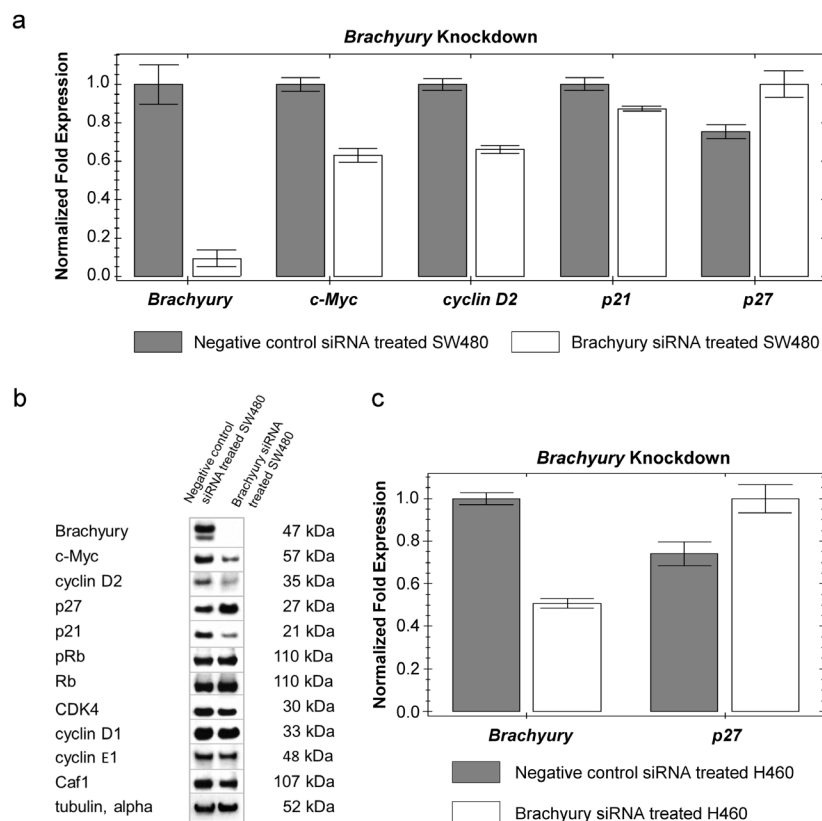 a
Brachyury Knockdown
Normalized Fold Expression
1.0
0.8
0.6
0.4
0.2
0.0
Brachyury c-Myc cyclin D2 p21 p27
Negative control siRNA treated SW480 Brachyury siRNA treated SW480
b
Negative control
siRNA treated SW480
Brachyury siRNA
treated SW480
Brachyury 47 kDa
c-Myc 57 kDa
cyclin D2 35 kDa
p27 27 kDa
p21 21 kDa
pRb 110 kDa
Rb 110 kDa
CDK4 30 kDa
cyclin D1 33 kDa
cyclin E1 48 kDa
Caf1 107 kDa
tubulin, alpha 52 kDa
c
Brachyury Knockdown
Normalized Fold Expression
1.0
0.8
0.6
0.4
0.2
0.0
Brachyury p27
Negative control siRNA treated H460
Brachyury siRNA treated H460